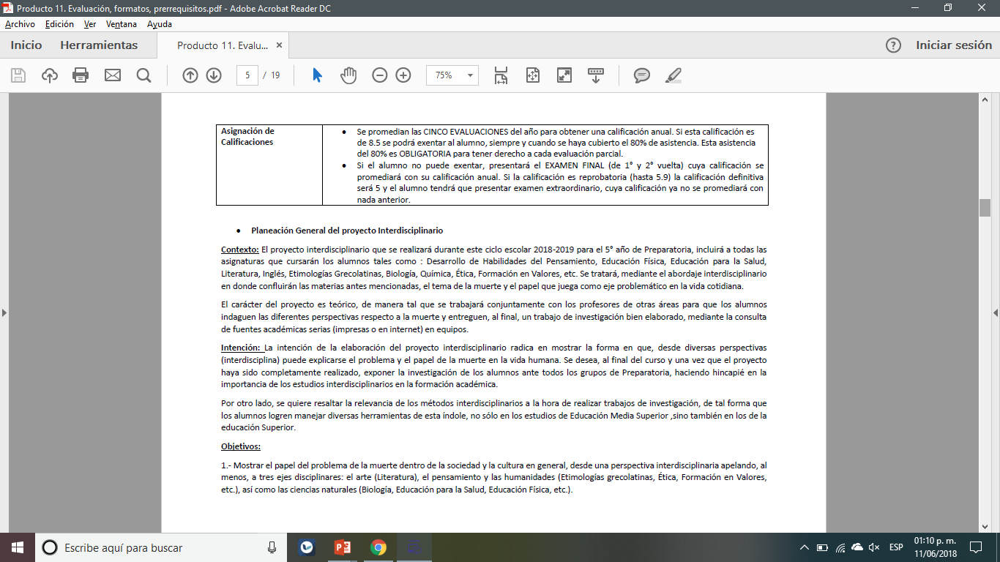 Producto 11. Evaluación, formatos, prerrequisitos.pdf - Adobe Acrobat Reader DC
Archivo Edición Ver Ventana Ayuda
Inicio Herramientas Producto 11. Evalu... × Iniciar sesión
5 / 19 75%
Asignación de Calificaciones
• Se promedian las CINCO EVALUACIONES del año para obtener una calificación anual. Si esta calificación es
de 8.5 se podrá exentar al alumno, siempre y cuando se haya cubierto el 80% de asistencia. Esta asistencia
del 80% es OBLIGATORIA para tener derecho a cada evaluación parcial.
• Si el alumno no puede exentar, presentará el EXAMEN FINAL (de 1° y 2° vuelta) cuya calificación se
promediará con su calificación anual. Si la calificación es reprobatoria (hasta 5.9) la calificación definitiva
será 5 y el alumno tendrá que presentar examen extraordinario, cuya calificación ya no se promediará con
nada anterior.
• Planeación General del proyecto Interdisciplinario
Contexto: El proyecto interdisciplinario que se realizará durante este ciclo escolar 2018-2019 para el 5° año de Preparatoria, incluirá a todas las
asignaturas que cursarán los alumnos tales como : Desarrollo de Habilidades del Pensamiento, Educación Física, Educación para la Salud,
Literatura, Inglés, Etimologías Grecolatinas, Biología, Química, Ética, Formación en Valores, etc. Se tratará, mediante el abordaje interdisciplinario
en donde confluirán las materias antes mencionadas, el tema de la muerte y el papel que juega como eje problemático en la vida cotidiana.
El carácter del proyecto es teórico, de manera tal que se trabajará conjuntamente con los profesores de otras áreas para que los alumnos
indaguen las diferentes perspectivas respecto a la muerte y entreguen, al final, un trabajo de investigación bien elaborado, mediante la consulta
de fuentes académicas serias (impresas o en internet) en equipos.
Intención: La intención de la elaboración del proyecto interdisciplinario radica en mostrar la forma en que, desde diversas perspectivas
(interdisciplina) puede explicarse el problema y el papel de la muerte en la vida humana. Se desea, al final del curso y una vez que el proyecto
haya sido completamente realizado, exponer la investigación de los alumnos ante todos los grupos de Preparatoria, haciendo hincapié en la
importancia de los estudios interdisciplinarios en la formación académica.
Por otro lado, se quiere resaltar la relevancia de los métodos interdisciplinarios a la hora de realizar trabajos de investigación, de tal forma que
los alumnos logren manejar diversas herramientas de esta índole, no sólo en los estudios de Educación Media Superior ,sino también en los de la
educación Superior.
Objetivos:
1.- Mostrar el papel del problema de la muerte dentro de la sociedad y la cultura en general, desde una perspectiva interdisciplinaria apelando, al
menos, a tres ejes disciplinares: el arte (Literatura), el pensamiento y las humanidades (Etimologías grecolatinas, Ética, Formación en Valores,
etc.), así como las ciencias naturales (Biología, Educación para la Salud, Educación Física, etc.).
Escribe aquí para buscar
ESP
01:10 p. m.
11/06/2018